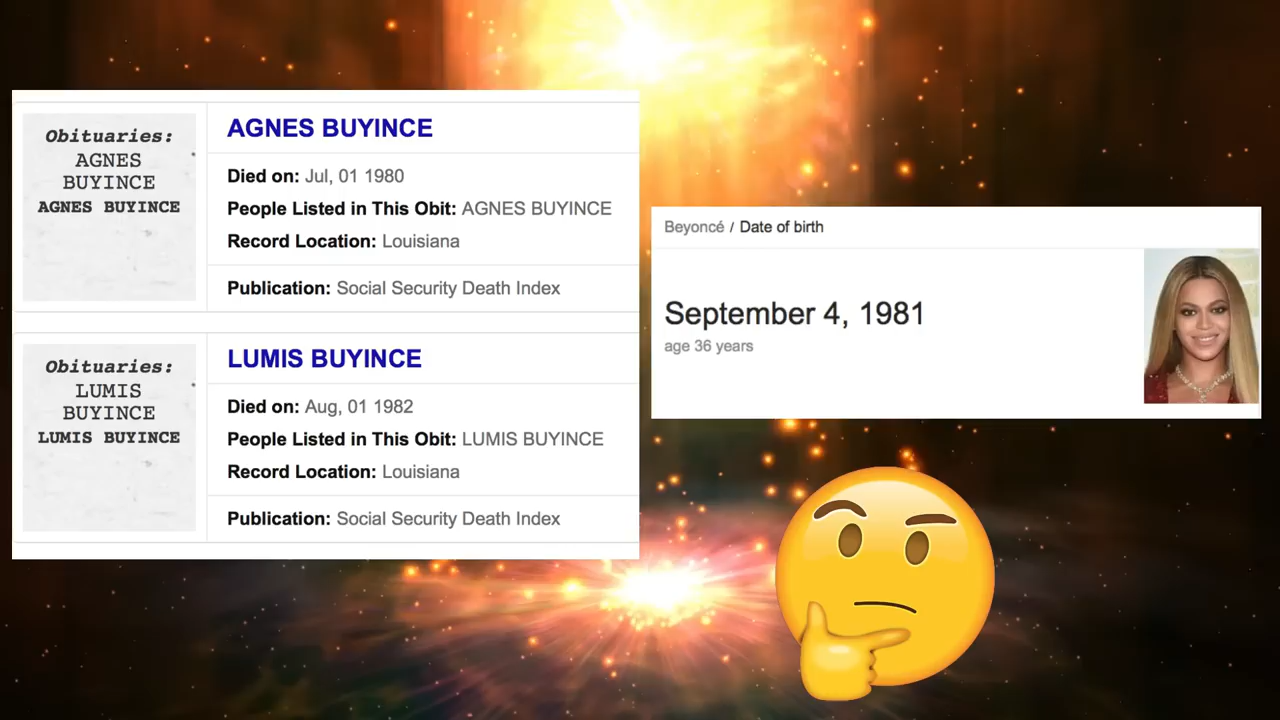 Obituaries:
AGNES
BUYINCE
AGNES BUYINCE
AGNES BUYINCE
Died on: Jul, 01 1980
People Listed in This Obit: AGNES BUYINCE
Record Location: Louisiana
Publication: Social Security Death Index
Obituaries:
LUMIS
BUYINCE
LUMIS BUYINCE
LUMIS BUYINCE
Died on: Aug, 01 1982
People Listed in This Obit: LUMIS BUYINCE
Record Location: Louisiana
Publication: Social Security Death Index
Beyoncé / Date of birth
September 4, 1981
age 36 years